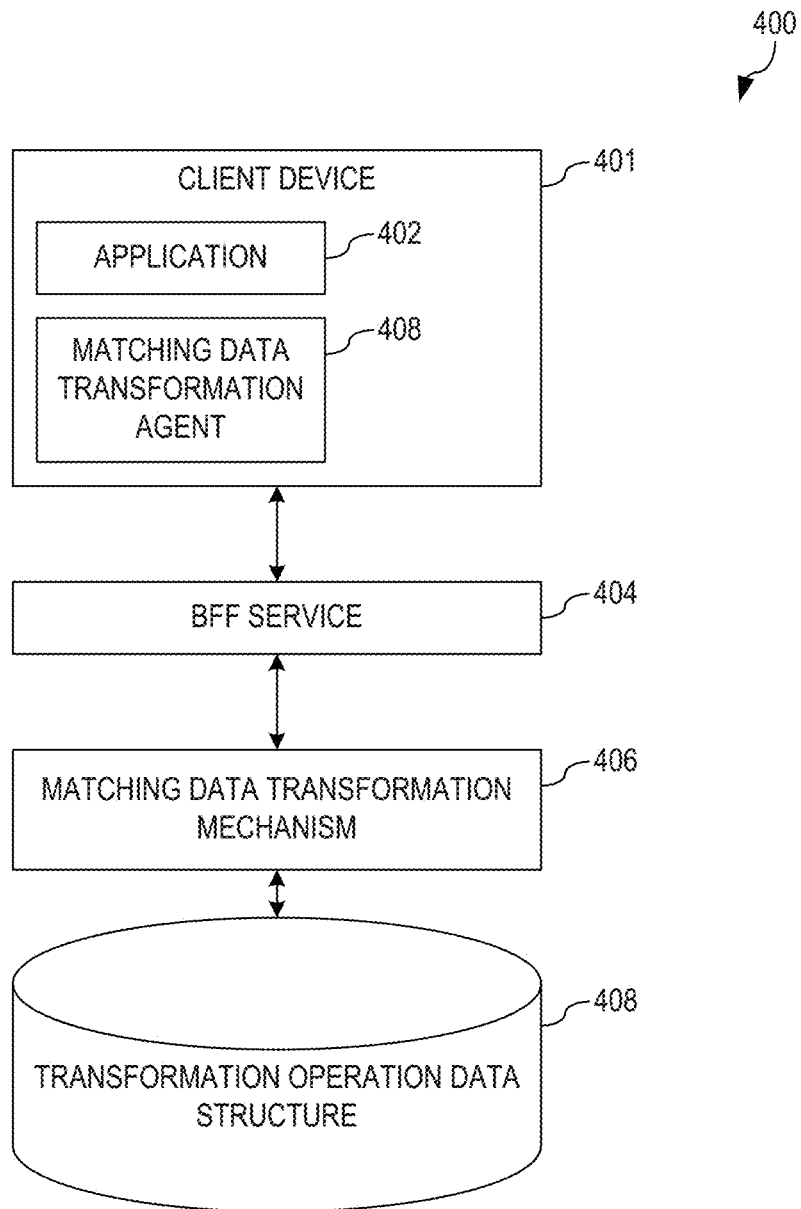 400
CLIENT DEVICE
401
APPLICATION
402
MATCHING DATA
TRANSFORMATION
AGENT
408
BFF SERVICE
404
MATCHING DATA TRANSFORMATION
MECHANISM
406
TRANSFORMATION OPERATION DATA
STRUCTURE
408